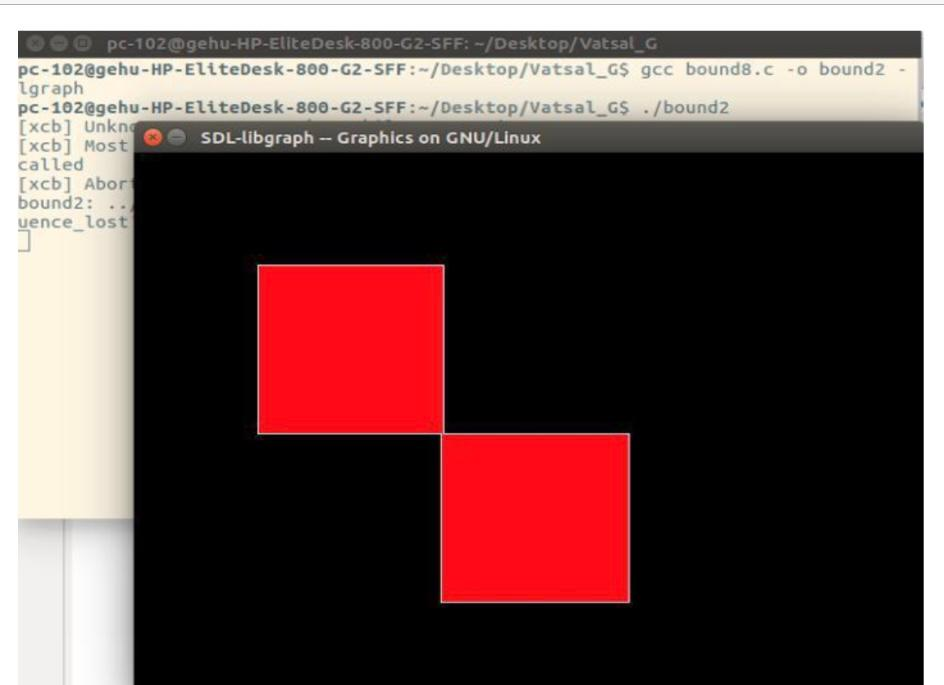 pc-102@gehu-HP-EliteDesk-800-G2-SFF: ~/Desktop/Vatsal_G
pc-102@gehu-HP-EliteDesk-800-G2-SFF:~/Desktop/Vatsal_G$ gcc bound8.c -o bound2 -
lgraph
pc-102@gehu-HP-EliteDesk-800-G2-SFF:~/Desktop/Vatsal_G$ ./bound2
[xcb]
SDL-libgraph -- Graphics on GNU/Linux
[xcb] Most
called
[xcb]
bound2: ../
uence_lost'